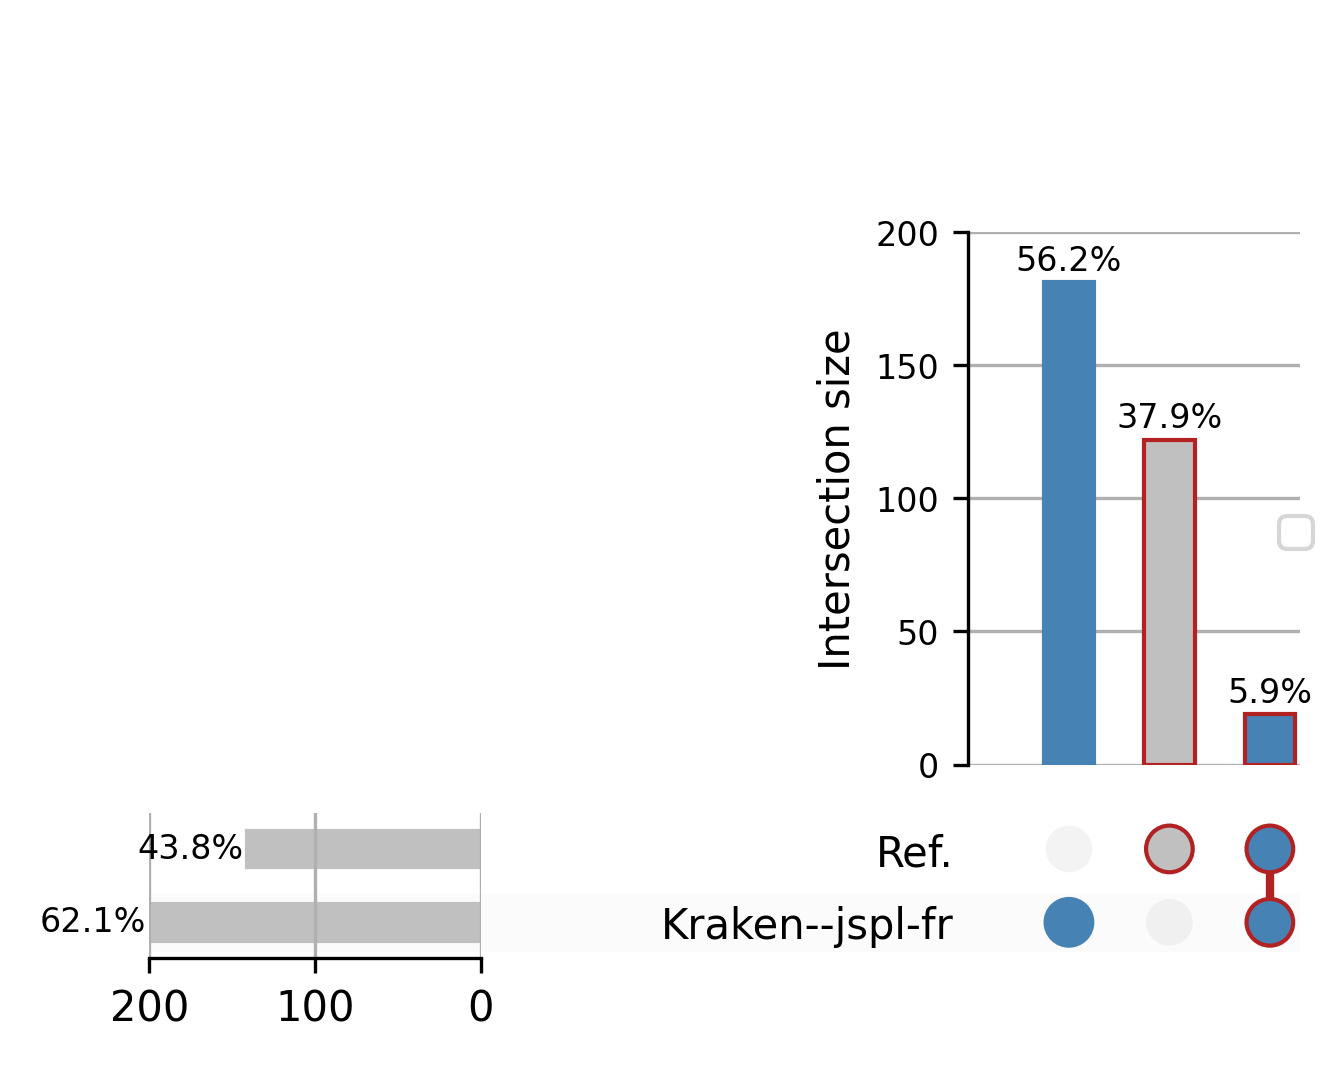 200
56.2%
150
37.9%
100
50
5.9%
0
Intersection size
43.8%
Ref.
62.1%
Kraken--jspl-fr
200 100 0